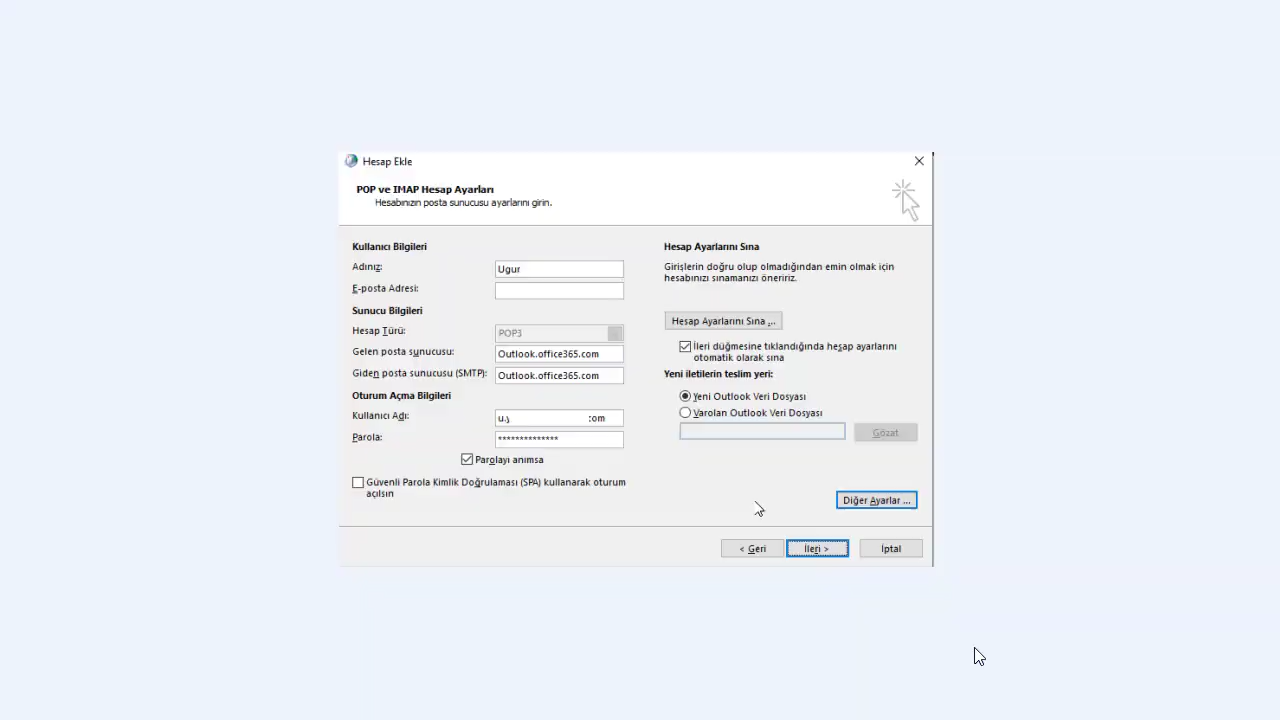 Hesap Ekle
POP ve IMAP Hesap Ayarları
Hesabınızın posta sunucusu ayarlarını girin.
Kullanıcı Bilgileri
Adınız:
Ugur
E-posta Adresi:
Sunucu Bilgileri
Hesap Türü:
POP3
Gelen posta sunucusu:
Outlook.office365.com
Giden posta sunucusu (SMTP):
Outlook.office365.com
Oturum Açma Bilgileri
Kullanıcı Adı:
Parola:
**************
Parolayı anımsa
Güvenli Parola Kimlik Doğrulaması (SPA) kullanarak oturum
açılsın
Hesap Ayarlarını Sına
Girişlerin doğru olup olmadığından emin olmak için
hesabınızı sınamanızı öneririz.
Hesap Ayarlarını Sına ...
İleri düğmesine tıklandığında hesap ayarlarını
otomatik olarak sına
Yeni iletilerin teslim yeri:
Yeni Outlook Veri Dosyası
Varolan Outlook Veri Dosyası
Gözat
Diğer Ayarlar ...
< Geri
İleri >
İptal